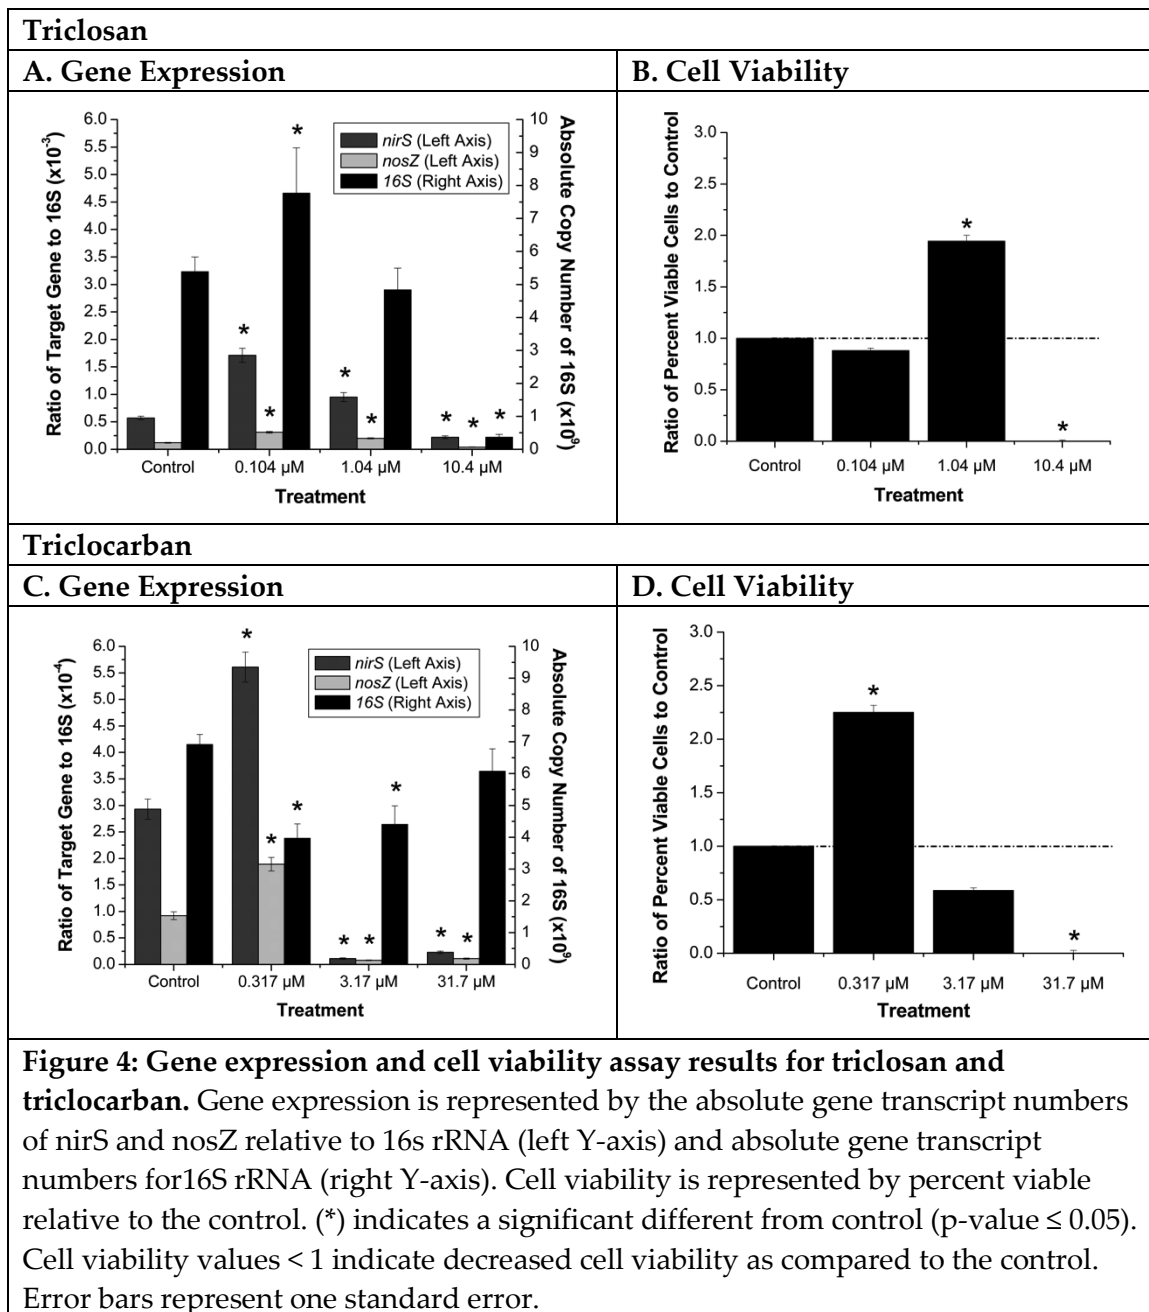 Triclosan
A. Gene Expression
B. Cell Viability
Ratio of Target Gene to 16S (x10⁻³)
6.0
5.5
5.0
4.5
4.0
3.5
3.0
2.5
2.0
1.5
1.0
0.5
0.0
nirS (Left Axis)
nosZ (Left Axis)
16S (Right Axis)
*
*
*
*
*
*
*
*
10
9
8
7
6
5
4
3
2
1
0
Absolute Copy Number of 16S (x10⁹)
Control
0.104 µM
1.04 µM
10.4 µM
Treatment
Ratio of Percent Viable Cells to Control
3.0
2.5
2.0
1.5
1.0
0.5
0.0
*
*
Control
0.104 µM
1.04 µM
10.4 µM
Treatment
Triclocarban
C. Gene Expression
D. Cell Viability
Ratio of Target Gene to 16S (x10⁻⁴)
6.0
5.5
5.0
4.5
4.0
3.5
3.0
2.5
2.0
1.5
1.0
0.5
0.0
nirS (Left Axis)
nosZ (Left Axis)
16S (Right Axis)
*
*
*
*
*
*
*
*
10
9
8
7
6
5
4
3
2
1
0
Absolute Copy Number of 16S (x10⁹)
Control
0.317 µM
3.17 µM
31.7 µM
Treatment
Ratio of Percent Viable Cells to Control
3.0
2.5
2.0
1.5
1.0
0.5
0.0
*
*
Control
0.317 µM
3.17 µM
31.7 µM
Treatment
Figure 4: Gene expression and cell viability assay results for triclosan and
triclocarban. Gene expression is represented by the absolute gene transcript numbers
of nirS and nosZ relative to 16s rRNA (left Y-axis) and absolute gene transcript
numbers for16S rRNA (right Y-axis). Cell viability is represented by percent viable
relative to the control. (*) indicates a significant different from control (p-value ≤ 0.05).
Cell viability values < 1 indicate decreased cell viability as compared to the control.
Error bars represent one standard error.